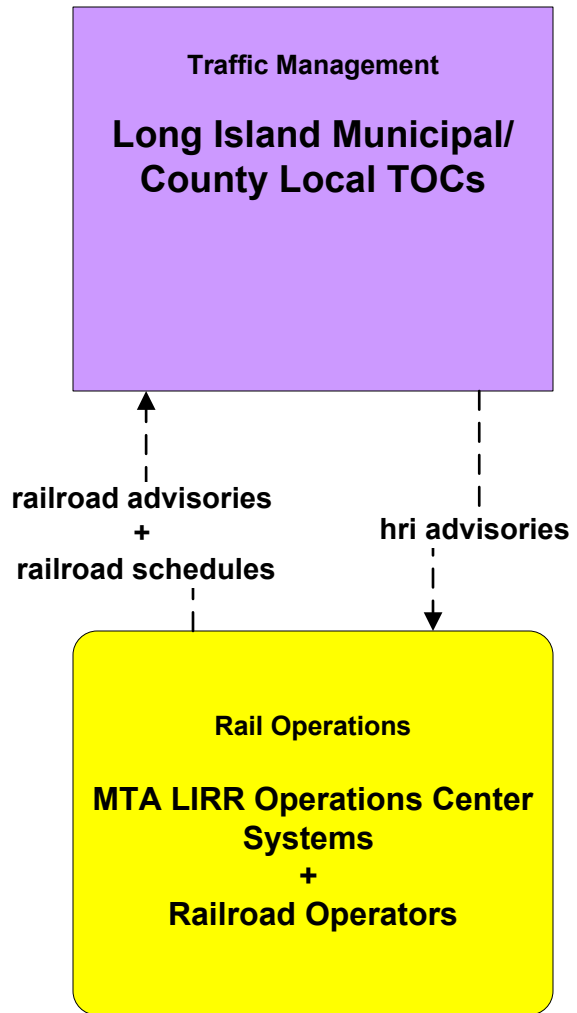 Traffic Management
Long Island Municipal/
County Local TOCs
railroad advisories
+
railroad schedules
hri advisories
Rail Operations
MTA LIRR Operations Center
Systems
+
Railroad Operators